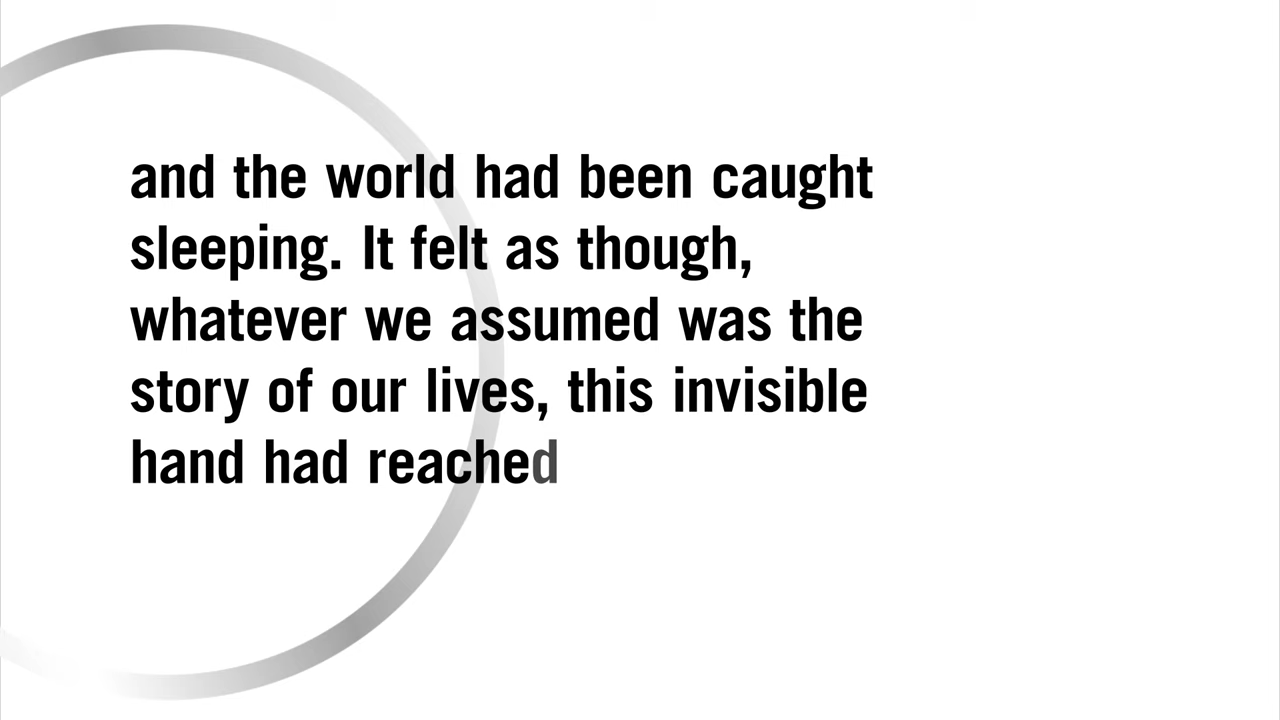 and the world had been caught
sleeping. It felt as though,
whatever we assumed was the
story of our lives, this invisible
hand had reached